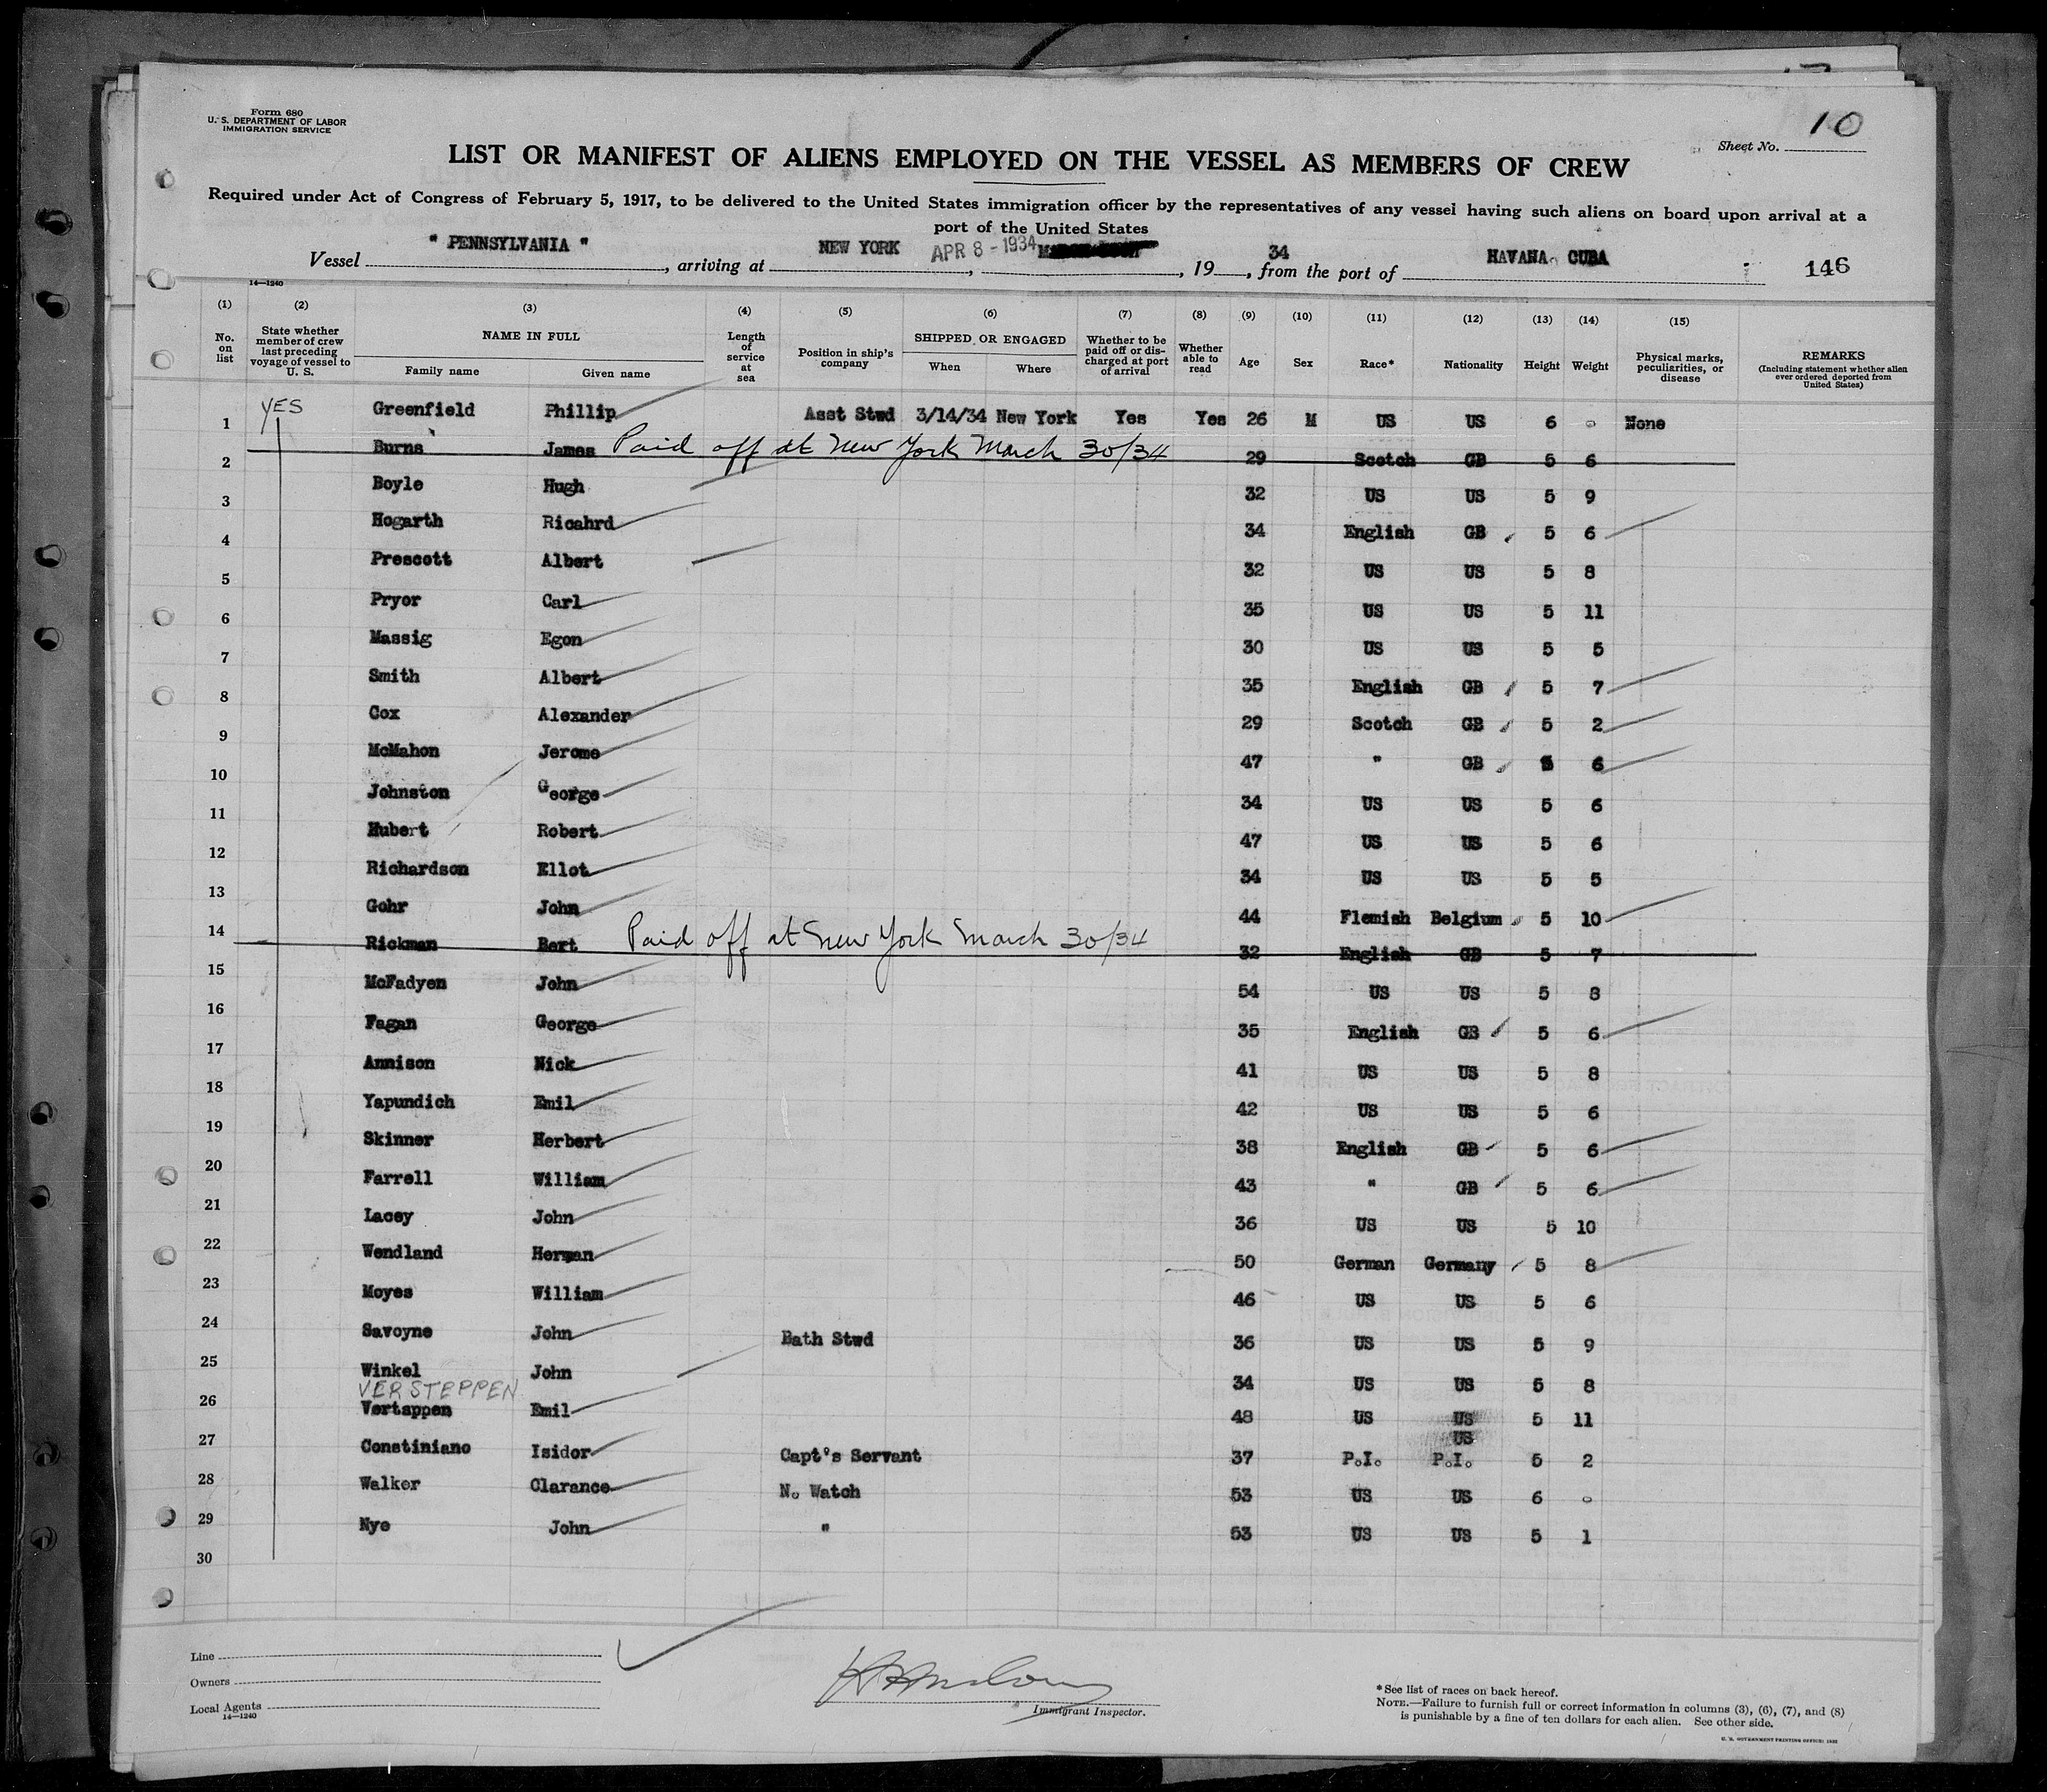 Form 680
U. S. DEPARTMENT OF LABOR
IMMIGRATION SERVICE
10
Sheet No.
LIST OR MANIFEST OF ALIENS EMPLOYED ON THE VESSEL AS MEMBERS OF CREW
Required under Act of Congress of February 5, 1917, to be delivered to the United States immigration officer by the representatives of any vessel having such aliens on board upon arrival at a
port of the United States
Vessel " PENNSYLVANIA " , arriving at NEW YORK , APR 8 - 1934 , 19 34 , from the port of HAVANA CUBA 146
14—1240
(1) (2) (3) (4) (5) (6) (7) (8) (9) (10) (11) (12) (13) (14) (15)
No. on list
State whether member of crew last preceding voyage of vessel to U. S.
NAME IN FULL
Family name Given name
Length of service at sea
Position in ship's company
SHIPPED OR ENGAGED
When Where
Whether to be paid off or discharged at port of arrival
Whether able to read
Age
Sex
Race*
Nationality
Height
Weight
Physical marks, peculiarities, or disease
REMARKS
(Including statement whether alien ever ordered deported from United States)
1 YES Greenfield Phillip Asst Stwd 3/14/34 New York Yes Yes 26 M US US 6 0 None
2 Burns James Paid off at New York March 30/34 29 Scotch GB 5 6
3 Boyle Hugh 32 US US 5 9
4 Hogarth Ricahrd 34 English GB 5 6
5 Prescott Albert 32 US US 5 8
6 Pryor Carl 35 US US 5 11
7 Massig Egon 30 US US 5 5
8 Smith Albert 35 English GB 5 7
9 Cox Alexander 29 Scotch GB 5 2
10 McMahon Jerome 47 " GB 5 6
11 Johnston George 34 US US 5 6
12 Hubert Robert 47 US US 5 6
13 Richardson Ellot 34 US US 5 5
14 Gohr John 44 Flemish Belgium 5 10
15 Rickman Bert Paid off at New York March 30/34 32 English GB 5 7
16 McFadyen John 54 US US 5 8
17 Fagan George 35 English GB 5 6
18 Annison Nick 41 US US 5 8
19 Yapundich Emil 42 US US 5 6
20 Skinner Herbert 38 English GB 5 6
21 Farrell William 43 " GB 5 6
22 Lacey John 36 US US 5 10
23 Wendland Herman 50 German Germany 5 8
24 Moyes William 46 US US 5 6
25 Savoyne John Bath Stwd 36 US US 5 9
26 Winkel John 34 US US 5 8
VERSTEPPEN
27 Vertappen Emil 48 US US 5 11
US
28 Constiniano Isidor Capt's Servant 37 P.I. P.I. 5 2
29 Walker Clarance N. Watch 53 US US 6 0
30 Nye John " 53 US US 5 1
Line
Owners
Local Agents
14—1240
Immigrant Inspector.
*See list of races on back hereof.
NOTE.—Failure to furnish full or correct information in columns (3), (6), (7), and (8)
is punishable by a fine of ten dollars for each alien. See other side.
U. S. GOVERNMENT PRINTING OFFICE: 1932